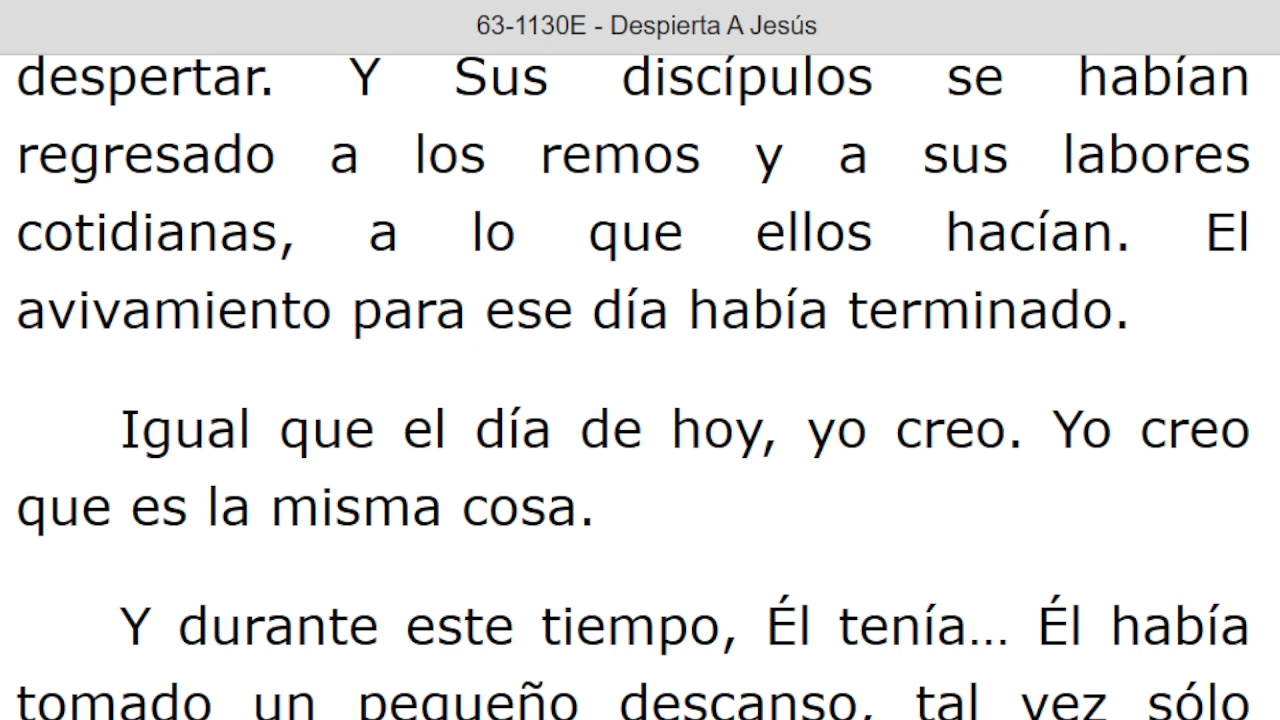 63-1130E - Despierta A Jesús
despertar. Y Sus discípulos se habían
regresado a los remos y a sus labores
cotidianas, a lo que ellos hacían. El
avivamiento para ese día había terminado.
Igual que el día de hoy, yo creo. Yo creo
que es la misma cosa.
Y durante este tiempo, Él tenía... Él había
tomado un pequeño descanso, tal vez sólo